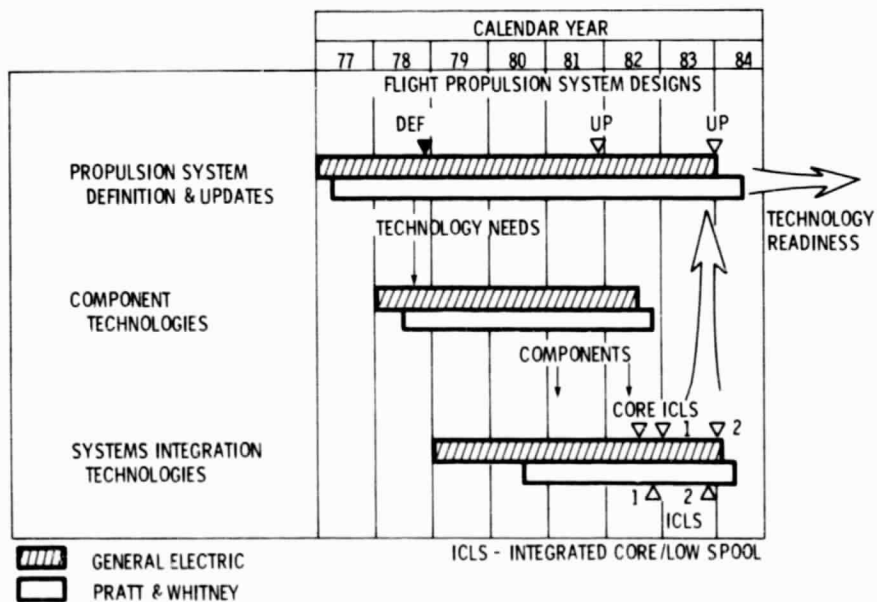 CALENDAR YEAR
77 78 79 80 81 82 83 84
FLIGHT PROPULSION SYSTEM DESIGNS
DEF UP UP
PROPULSION SYSTEM
DEFINITION & UPDATES
TECHNOLOGY NEEDS
TECHNOLOGY
READINESS
COMPONENT
TECHNOLOGIES
COMPONENTS
CORE ICLS
1 2
SYSTEMS INTEGRATION
TECHNOLOGIES
1 2
ICLS
GENERAL ELECTRIC
ICLS - INTEGRATED CORE/LOW SPOOL
PRATT & WHITNEY